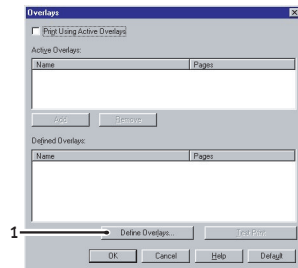 Overlays
Print Using Active Overlays
Active Overlays:
Name Pages
Add Remove
Defined Overlays:
Name Pages
1
Define Overlays... Test Print
OK Cancel Help Default